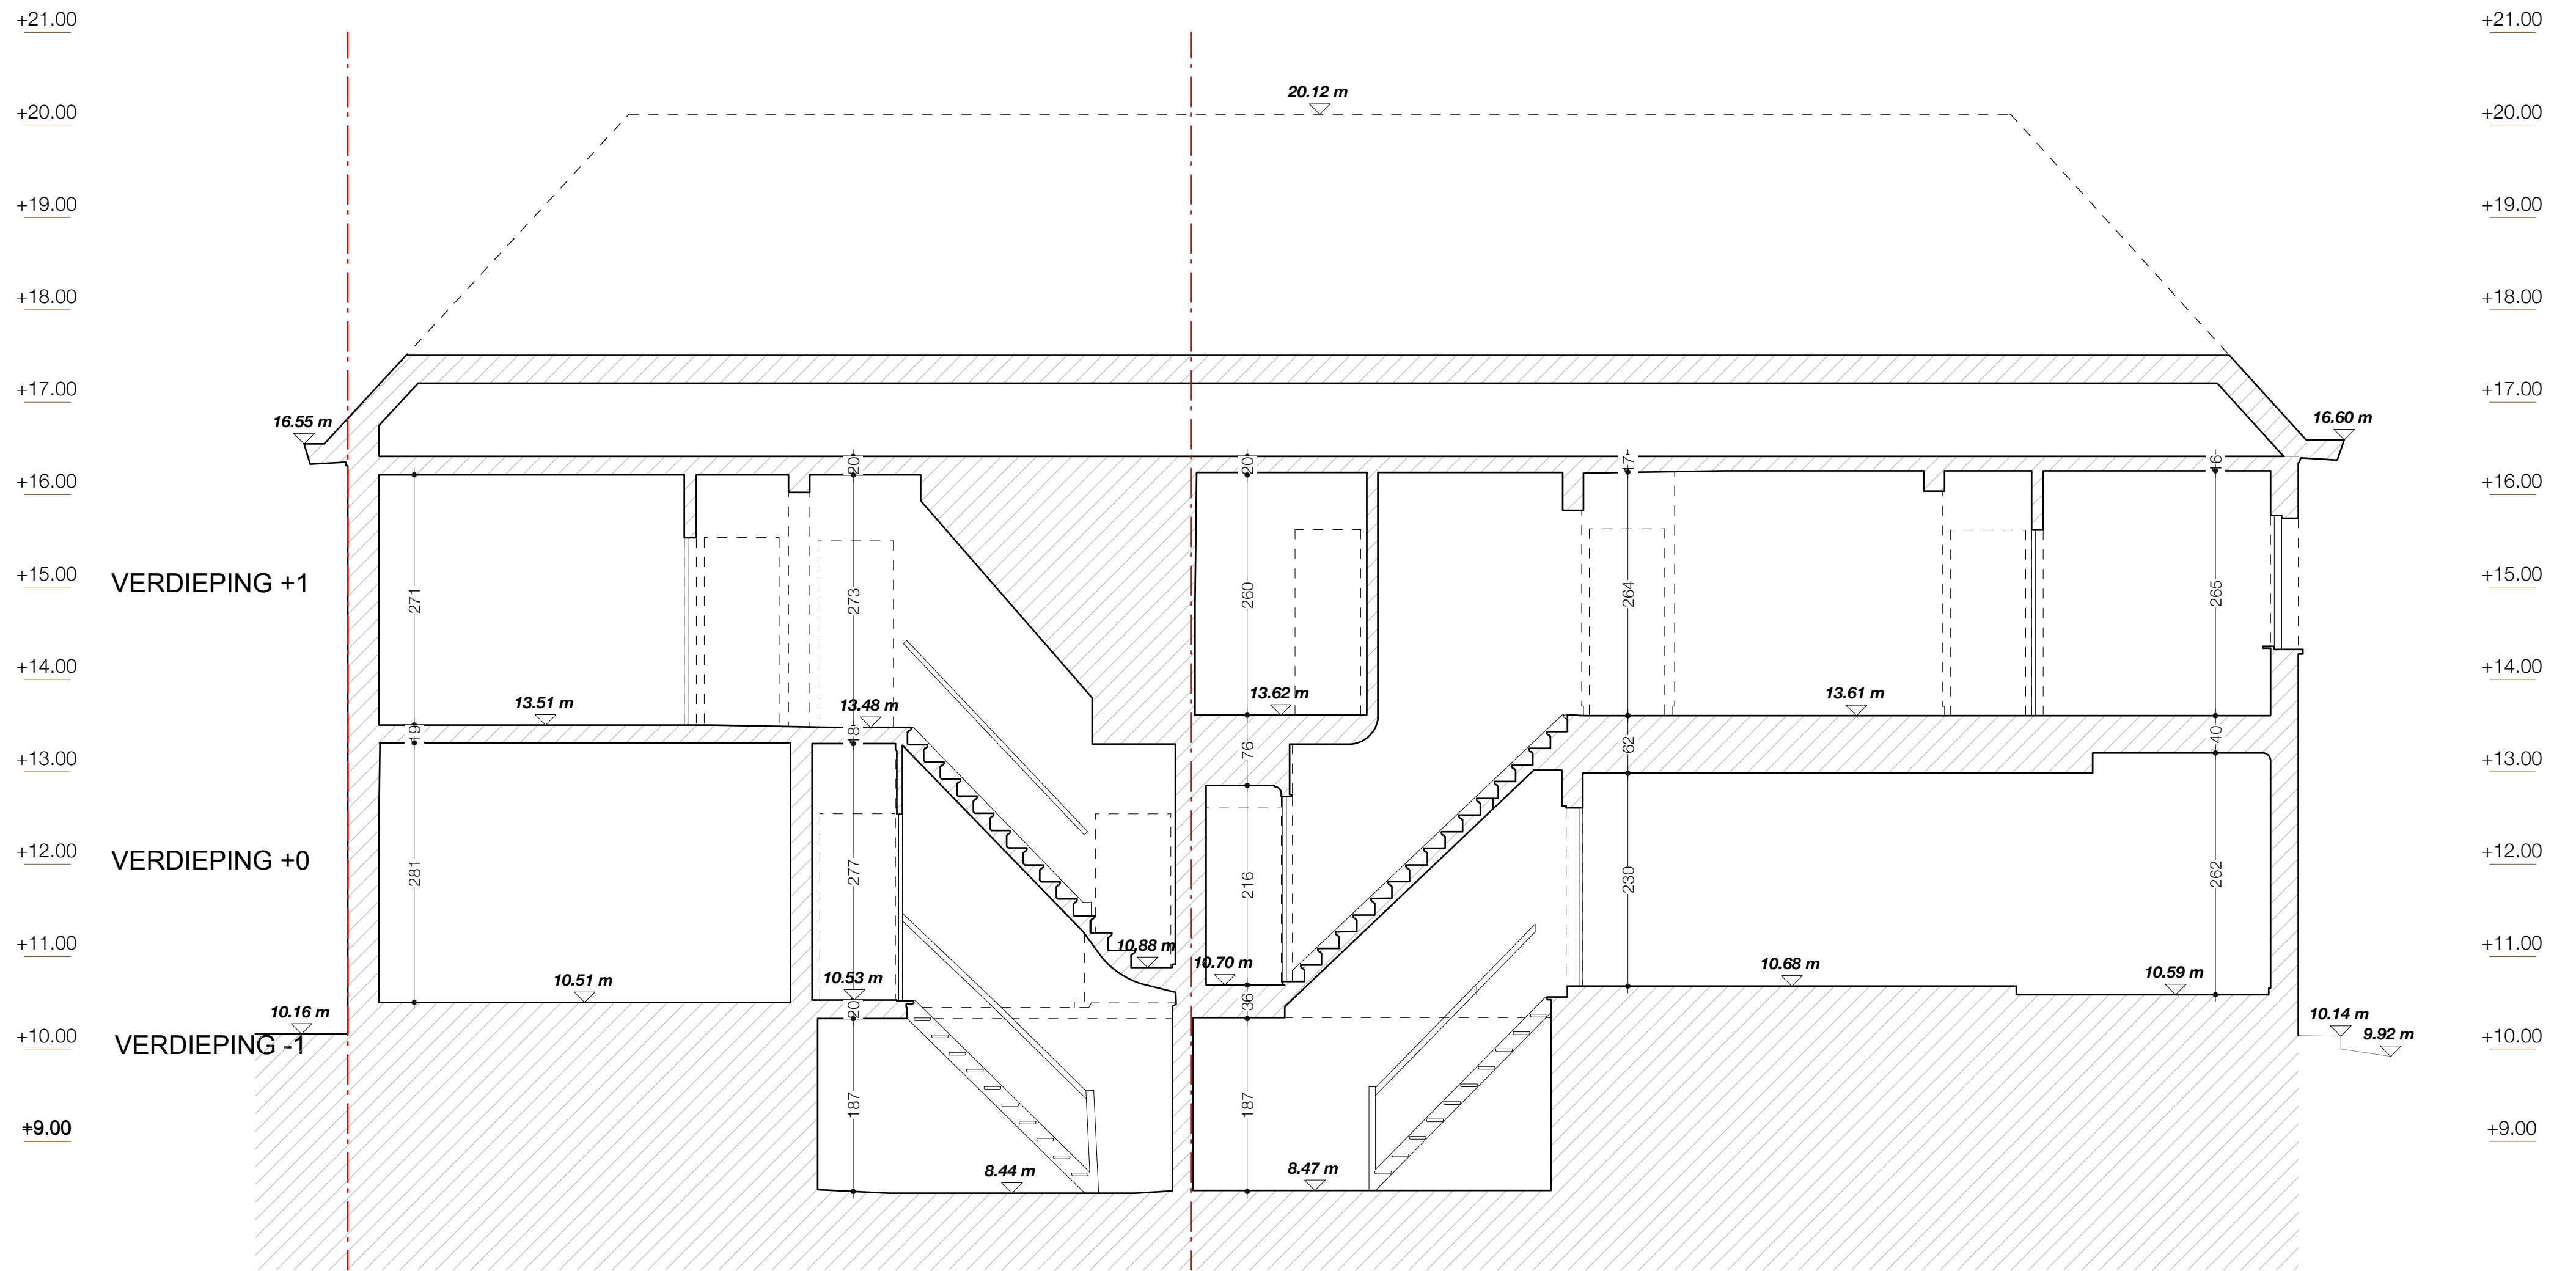 +21.00 +21.00
20.12 m
+20.00 +20.00
+19.00 +19.00
+18.00 +18.00
+17.00 +17.00
16.55 m 16.60 m
20 20 17 16
+16.00 +16.00
+15.00 +15.00
VERDIEPING +1
271 273 260 264 265
+14.00 +14.00
13.51 m 13.48 m 13.62 m 13.61 m
19 18 76 62 40
+13.00 +13.00
+12.00 +12.00
VERDIEPING +0
281 277 216 230 262
+11.00 +11.00
10.88 m 10.70 m 10.68 m 10.59 m
10.51 m 10.53 m
20 36
10.16 m 10.14 m
+10.00 +10.00
9.92 m
VERDIEPING -1
187 187
+9.00 +9.00
8.44 m 8.47 m